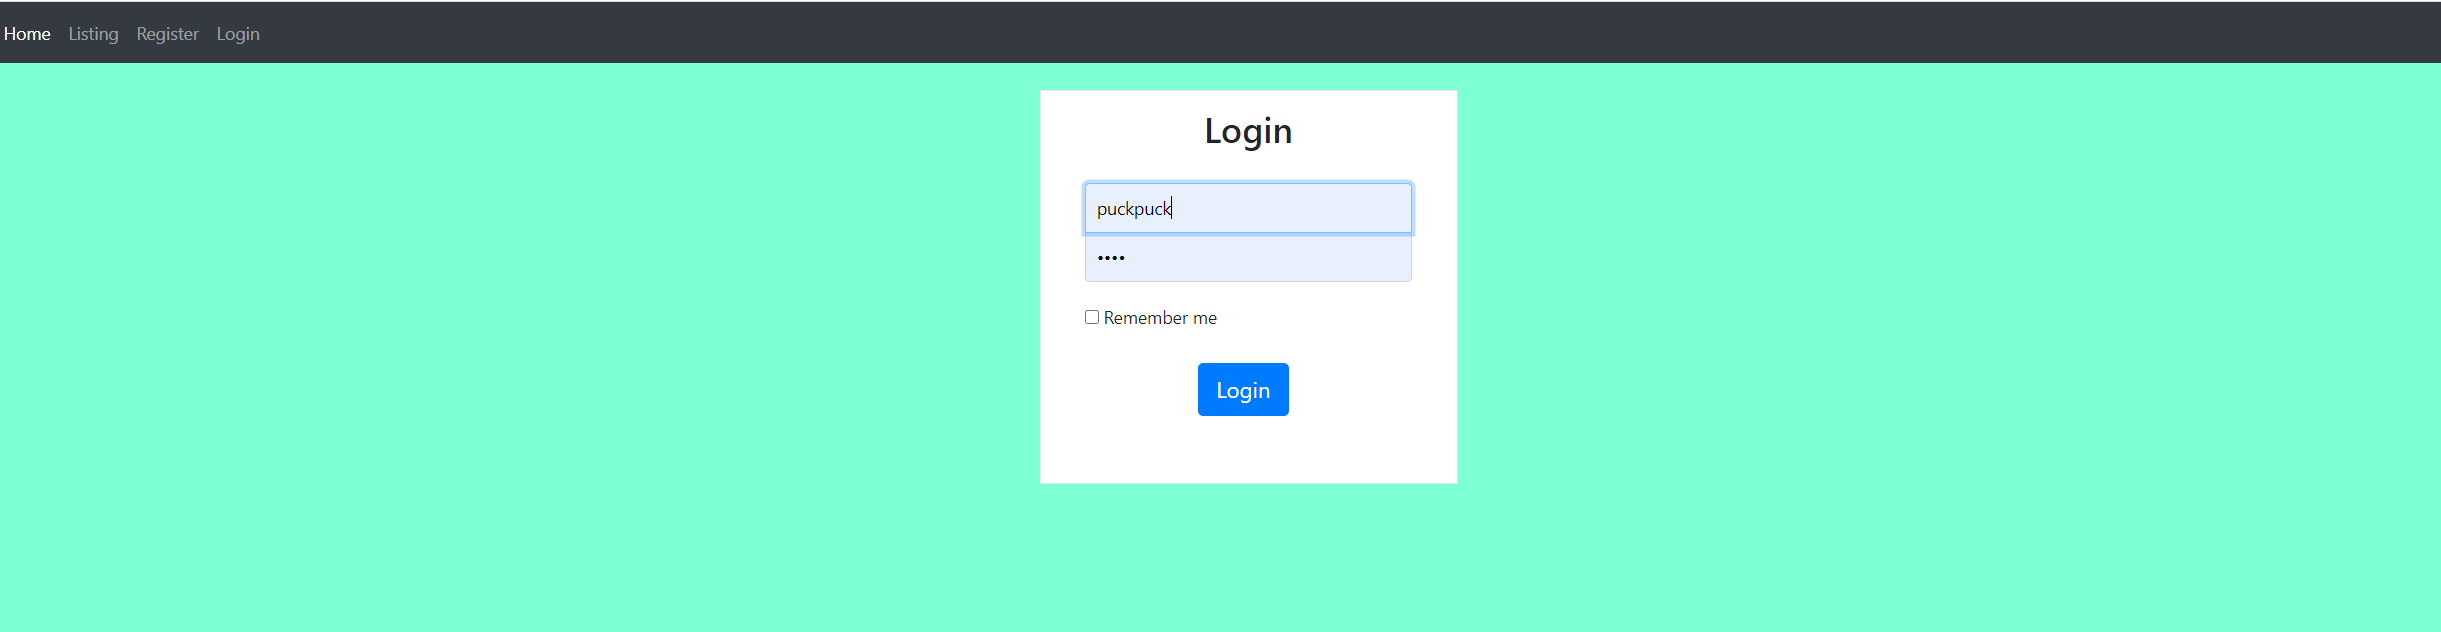 Home Listing Register Login
Login
puckpuck
••••
Remember me
Login